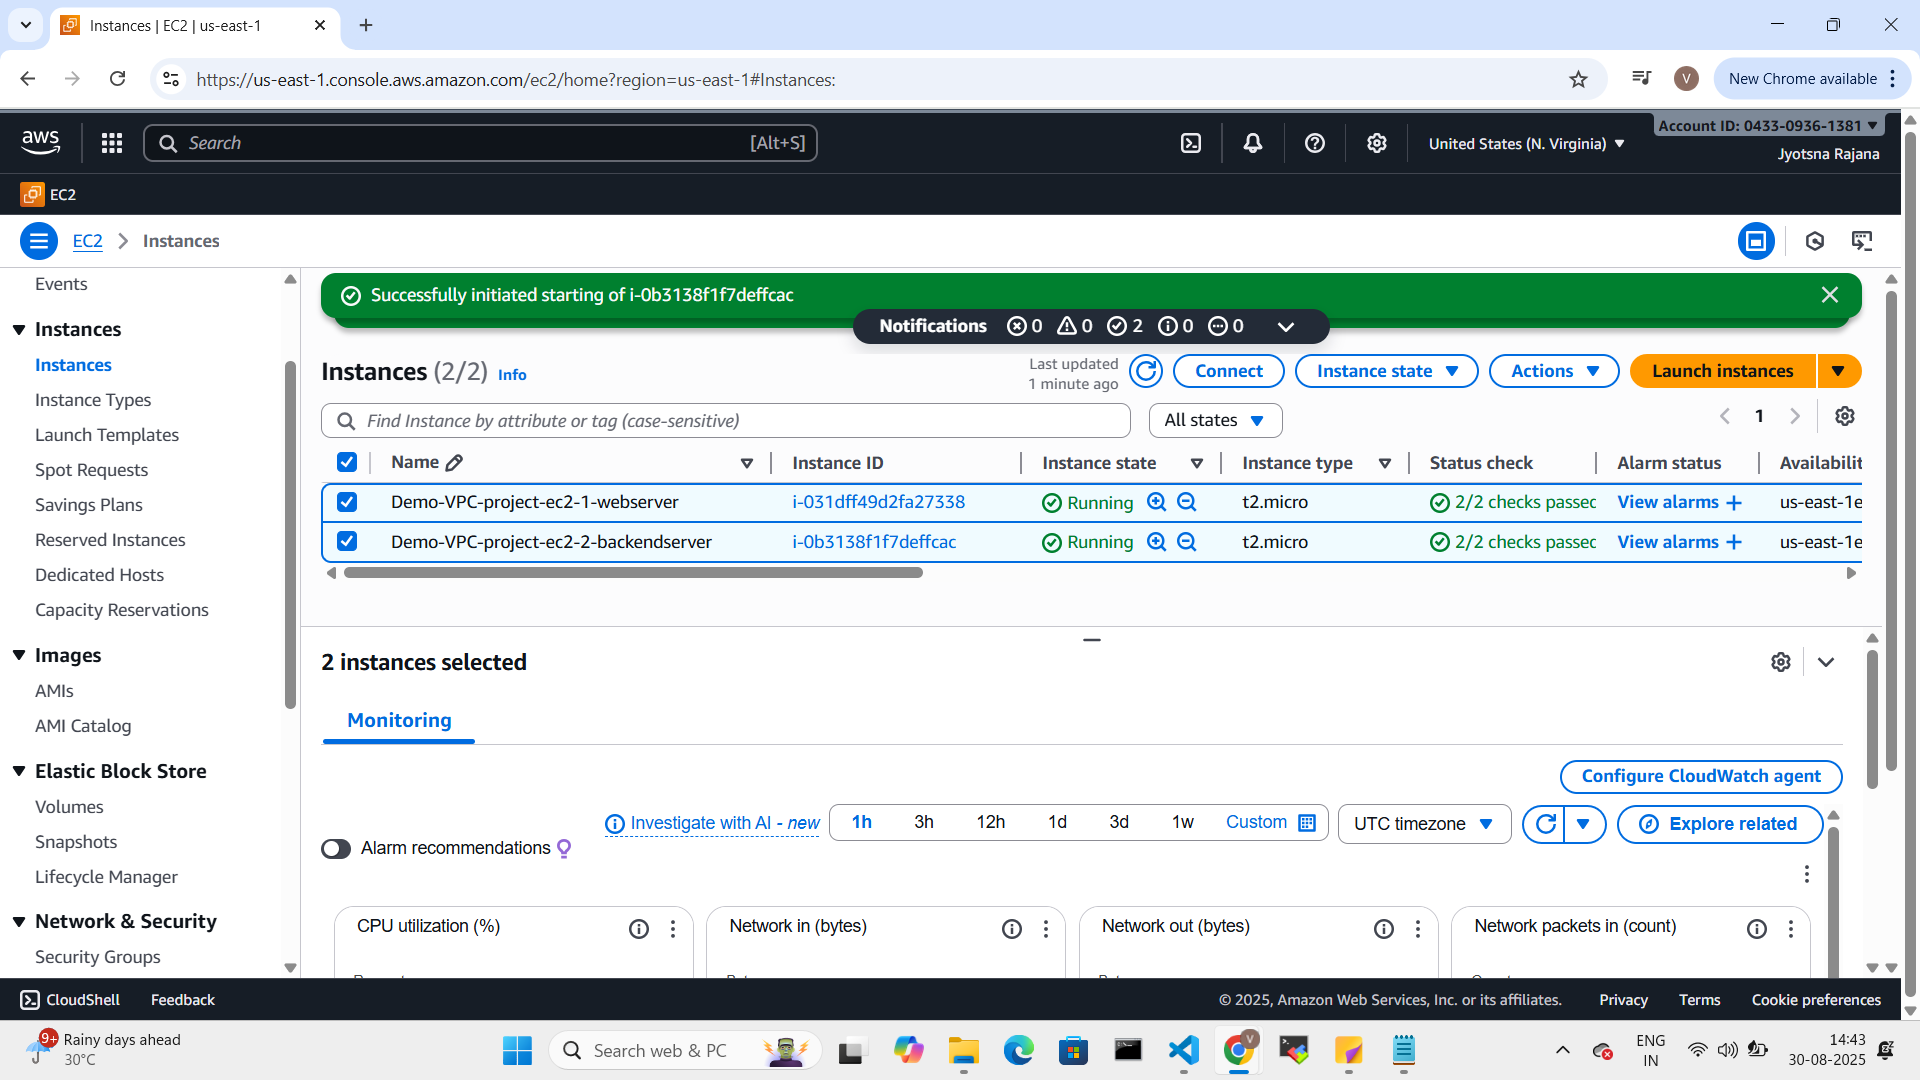 Instances | EC2 | us-east-1
https://us-east-1.console.aws.amazon.com/ec2/home?region=us-east-1#Instances:
V
New Chrome available
aws
Search
[Alt+S]
United States (N. Virginia)
Account ID: 0433-0936-1381
Jyotsna Rajana
EC2
EC2
Instances
Events
Instances
Instances
Instance Types
Launch Templates
Spot Requests
Savings Plans
Reserved Instances
Dedicated Hosts
Capacity Reservations
Images
AMIs
AMI Catalog
Elastic Block Store
Volumes
Snapshots
Lifecycle Manager
Network & Security
Security Groups
Successfully initiated starting of i-0b3138f1f7deffcac
Notifications 0 0 2 0 0
Instances (2/2) Info
Last updated
1 minute ago
Connect
Instance state
Actions
Launch instances
Find Instance by attribute or tag (case-sensitive)
All states
1
Name Instance ID Instance state Instance type Status check Alarm status Availabilit
Demo-VPC-project-ec2-1-webserver i-031dff49d2fa27338 Running t2.micro 2/2 checks passec View alarms us-east-1e
Demo-VPC-project-ec2-2-backendserver i-0b3138f1f7deffcac Running t2.micro 2/2 checks passec View alarms us-east-1e
2 instances selected
Monitoring
Configure CloudWatch agent
Investigate with AI - new
1h 3h 12h 1d 3d 1w Custom
UTC timezone
Explore related
Alarm recommendations
CPU utilization (%)
Network in (bytes)
Network out (bytes)
Network packets in (count)
CloudShell
Feedback
© 2025, Amazon Web Services, Inc. or its affiliates.
Privacy
Terms
Cookie preferences
9+
Rainy days ahead
30°C
Search web & PC
V
ENG
IN
14:43
30-08-2025